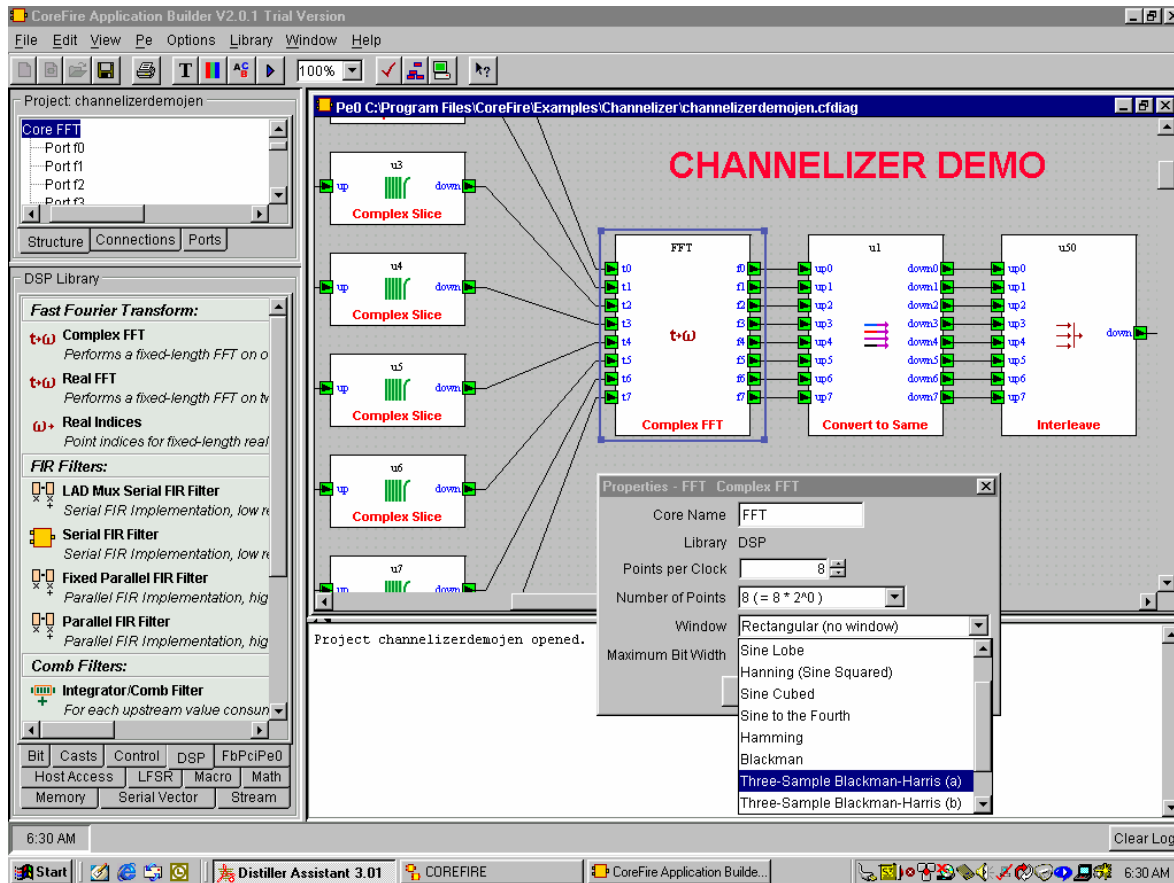 CoreFire Application Builder V2.0.1 Trial Version
File Edit View Pe Options Library Window Help
100%
Project: channelizerdemojen
Core FFT
Port f0
Port f1
Port f2
Port f3
Structure Connections Ports
DSP Library
Fast Fourier Transform:
t→ω Complex FFT
Performs a fixed-length FFT on o
t→ω Real FFT
Performs a fixed-length FFT on tv
ω→ Real Indices
Point indices for fixed-length real
FIR Filters:
LAD Mux Serial FIR Filter
Serial FIR Implementation, low re
Serial FIR Filter
Serial FIR Implementation, low re
Fixed Parallel FIR Filter
Parallel FIR Implementation, hig
Parallel FIR Filter
Parallel FIR Implementation, hig
Comb Filters:
Integrator/Comb Filter
For each upstream value consun
Bit Casts Control DSP FbPciPe0
Host Access LFSR Macro Math
Memory Serial Vector Stream
Pe0 C:\Program Files\CoreFire\Examples\Channelizer\channelizerdemojen.cfdiag
CHANNELIZER DEMO
u3
up down
Complex Slice
u4
up down
Complex Slice
u5
up down
Complex Slice
u6
up down
Complex Slice
u7
up down
FFT
t0 f0
t1 f1
t2 f2
t3 f3
t4 f4
t5 f5
t6 f6
t7 f7
t→ω
Complex FFT
u1
up0 down0
up1 down1
up2 down2
up3 down3
up4 down4
up5 down5
up6 down6
up7 down7
Convert to Same
u50
up0
up1
up2
up3
up4
up5
up6
up7
down
Interleave
Project channelizerdemojen opened.
Properties - FFT Complex FFT
Core Name FFT
Library DSP
Points per Clock 8
Number of Points 8 ( = 8 * 2^0 )
Window Rectangular (no window)
Maximum Bit Width
Sine Lobe
Hanning (Sine Squared)
Sine Cubed
Sine to the Fourth
Hamming
Blackman
Three-Sample Blackman-Harris (a)
Three-Sample Blackman-Harris (b)
6:30 AM
Clear Log
Start
Distiller Assistant 3.01
COREFIRE
CoreFire Application Builde...
6:30 AM